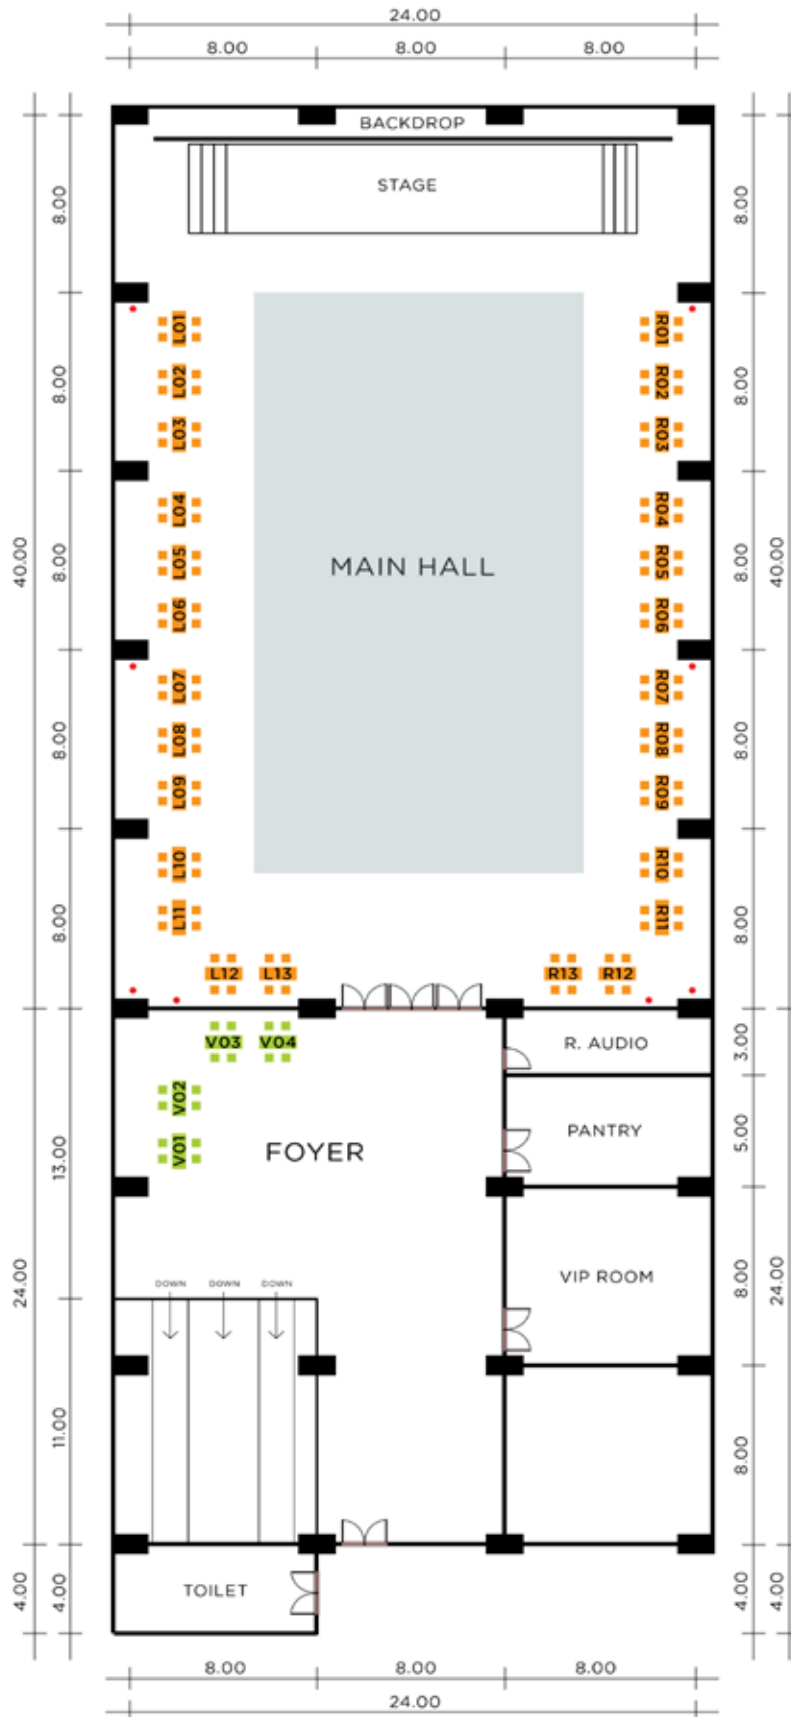 24.00
8.00 8.00 8.00
BACKDROP
STAGE
8.00 8.00
L01 R01
L02 R02
8.00 8.00
L03 R03
L04 R04
40.00 8.00 L05 MAIN HALL R05 8.00 40.00
L06 R06
L07 R07
8.00 L08 R08 8.00
L09 R09
L10 R10
8.00 L11 R11 8.00
L12 L13 R13 R12
V03 V04 R. AUDIO 3.00
V02
13.00 V01 FOYER PANTRY 5.00
24.00 DOWN DOWN DOWN VIP ROOM 8.00 24.00
11.00 8.00
4.00 4.00 TOILET 4.00 4.00
8.00 8.00 8.00
24.00